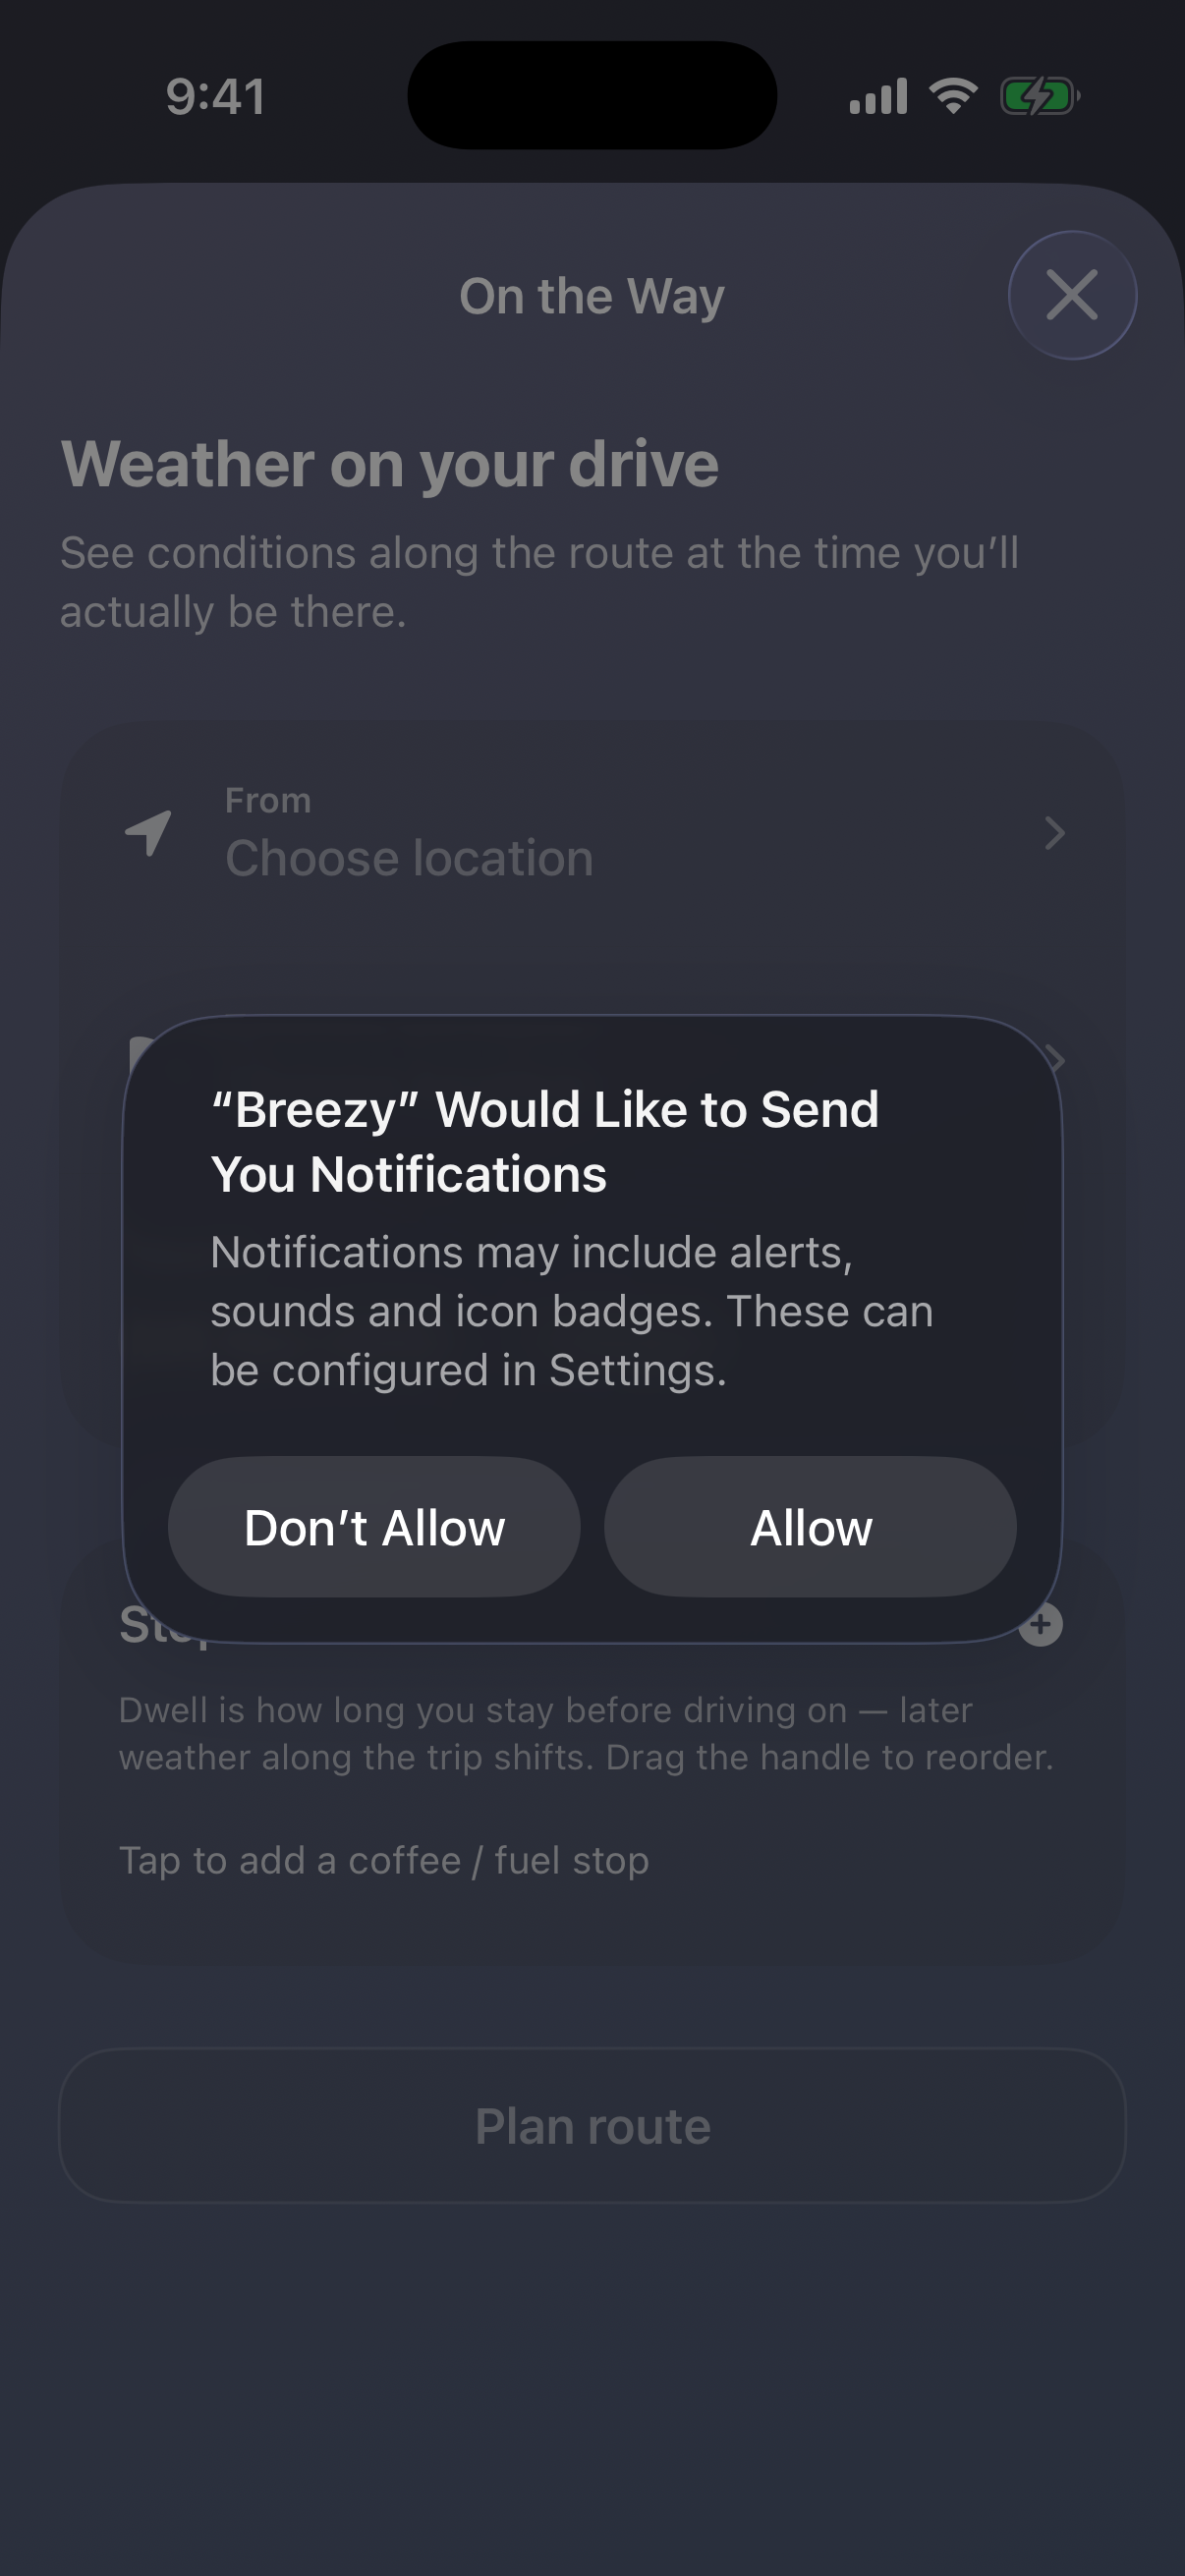 9:41
On the Way
Weather on your drive
See conditions along the route at the time you’ll
actually be there.
From
Choose location
“Breezy” Would Like to Send
You Notifications
Notifications may include alerts,
sounds and icon badges. These can
be configured in Settings.
Don’t Allow
Allow
Dwell is how long you stay before driving on — later
weather along the trip shifts. Drag the handle to reorder.
Tap to add a coffee / fuel stop
Plan route